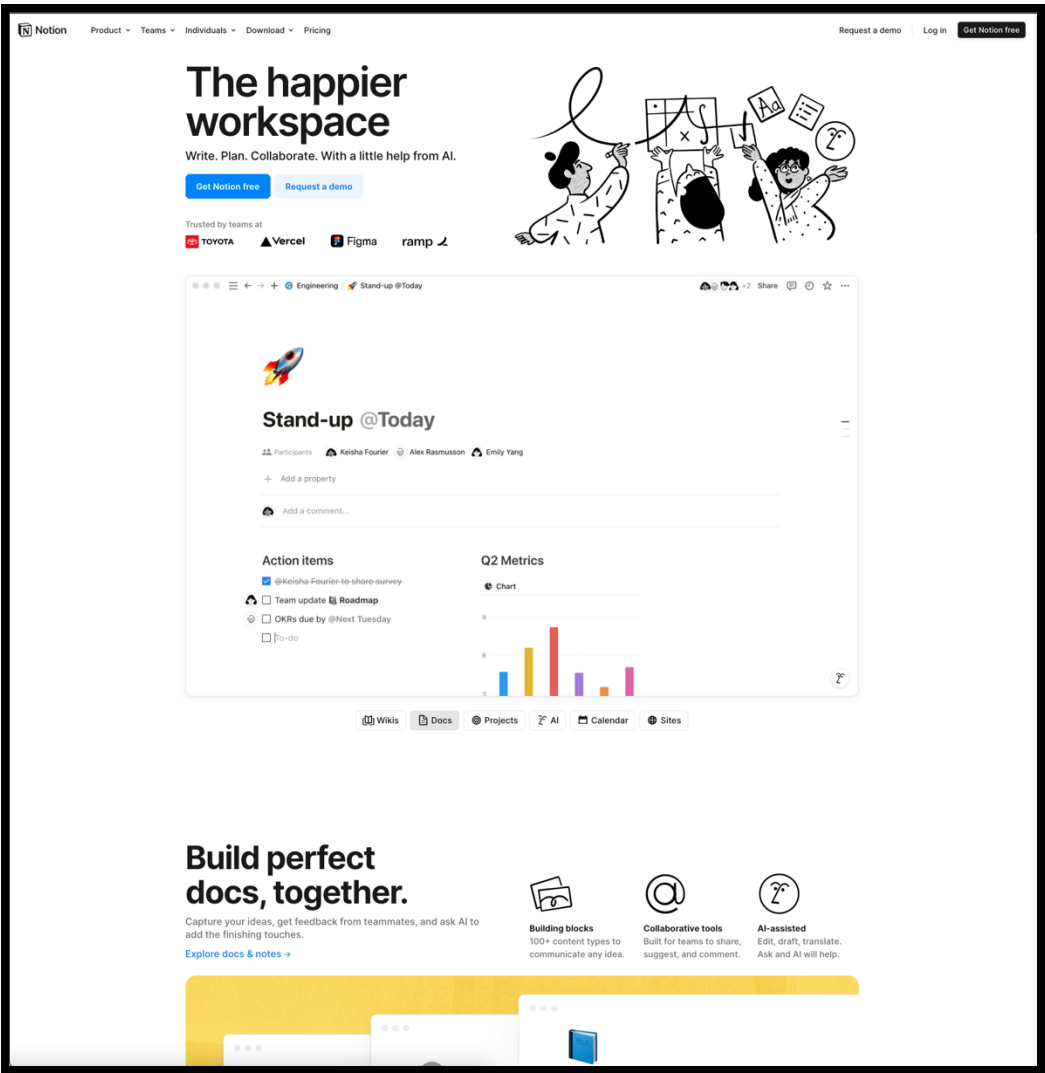 Notion
Product
Teams
Individuals
Download
Pricing
Request a demo
Log in
Get Notion free
The happier
workspace
Write. Plan. Collaborate. With a little help from AI.
Get Notion free
Request a demo
Aa
Trusted by teams at
TOYOTA
Vercel
Figma
ramp
Engineering / Stand-up @Today
+2
Share
Stand-up @Today
Participants
Keisha Fourier
Alex Rasmusson
Emily Yang
Add a property
Add a comment...
Action items
@Keisha Fourier to share survey
Team update Roadmap
OKRs due by @Next Tuesday
To-do
Q2 Metrics
Chart
9
6
3
Wikis
Docs
Projects
AI
Calendar
Sites
Build perfect
docs, together.
Capture your ideas, get feedback from teammates, and ask AI to
add the finishing touches.
Explore docs & notes →
Building blocks
100+ content types to
communicate any idea.
Collaborative tools
Built for teams to share,
suggest, and comment.
AI-assisted
Edit, draft, translate.
Ask and AI will help.